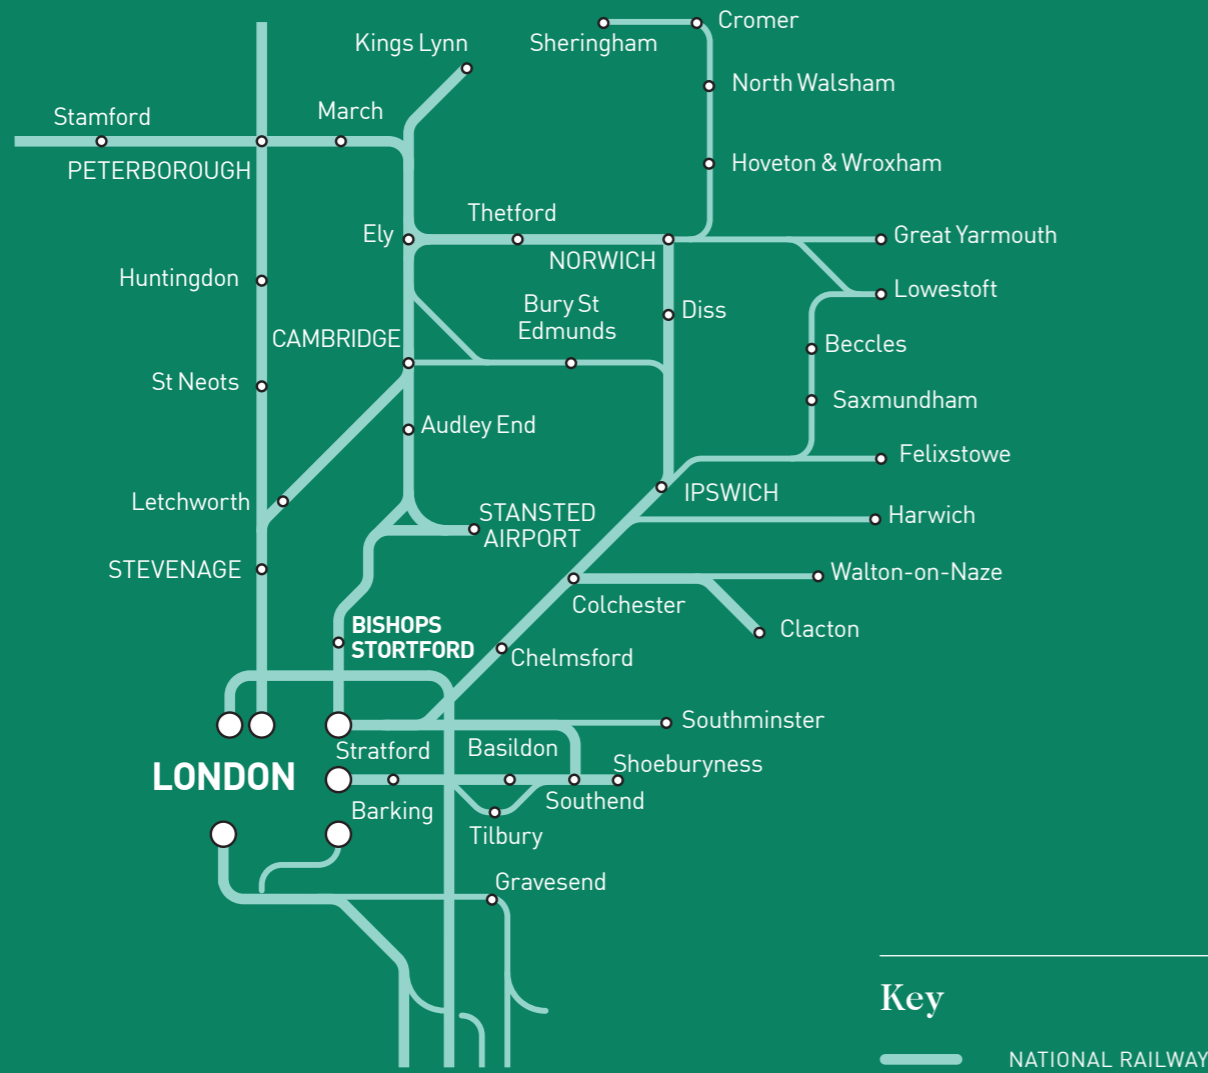 Cromer
Kings Lynn
Sheringham
North Walsham
Stamford
March
PETERBOROUGH
Hoveton & Wroxham
Thetford
Ely
Great Yarmouth
NORWICH
Huntingdon
Lowestoft
Bury St
Edmunds
Diss
CAMBRIDGE
Beccles
St Neots
Saxmundham
Audley End
Felixstowe
Letchworth
IPSWICH
STANSTED
AIRPORT
Harwich
STEVENAGE
Walton-on-Naze
Colchester
BISHOPS
STORTFORD
Clacton
Chelmsford
Southminster
Stratford
Basildon
Shoeburyness
LONDON
Southend
Barking
Tilbury
Gravesend
Key
NATIONAL RAILWAY